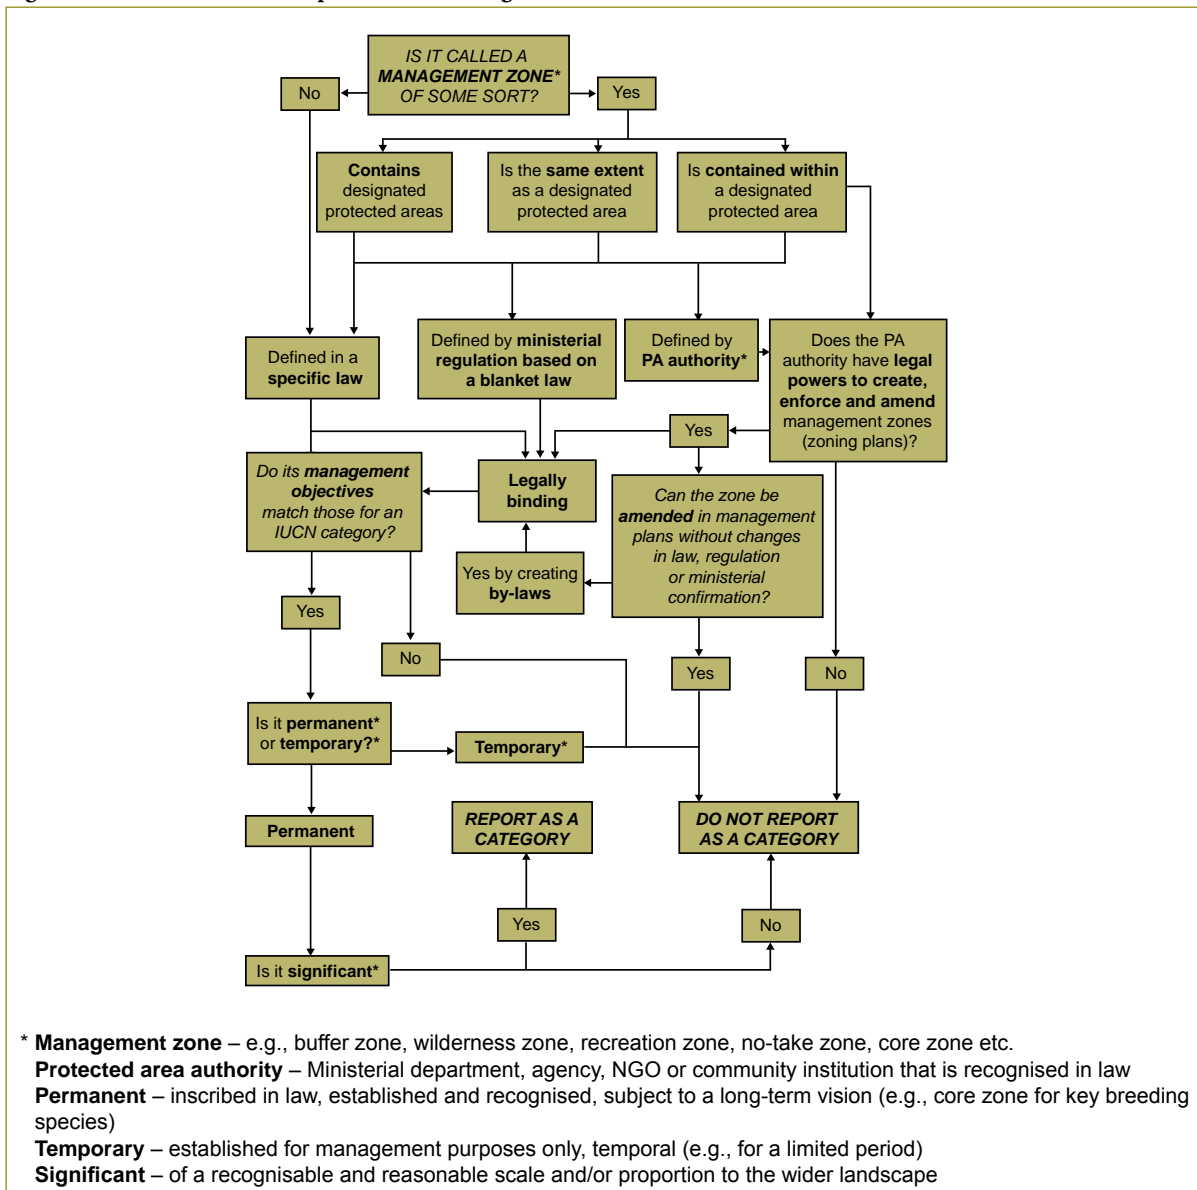 IS IT CALLED A
MANAGEMENT ZONE*
OF SOME SORT?
No
Yes
Contains
designated
protected areas
Is the same extent
as a designated
protected area
Is contained within
a designated
protected area
Defined in a
specific law
Defined by ministerial
regulation based on
a blanket law
Defined by
PA authority*
Does the PA
authority have legal
powers to create,
enforce and amend
management zones
(zoning plans)?
Yes
Do its management
objectives
match those for an
IUCN category?
Legally
binding
Can the zone be
amended in management
plans without changes
in law, regulation
or ministerial
confirmation?
Yes by creating
by-laws
Yes
No
Yes
No
Is it permanent*
or temporary?*
Temporary*
REPORT AS A
CATEGORY
DO NOT REPORT
AS A CATEGORY
Permanent
Yes
No
Is it significant*
* Management zone – e.g., buffer zone, wilderness zone, recreation zone, no-take zone, core zone etc.
Protected area authority – Ministerial department, agency, NGO or community institution that is recognised in law
Permanent – inscribed in law, established and recognised, subject to a long-term vision (e.g., core zone for key breeding
species)
Temporary – established for management purposes only, temporal (e.g., for a limited period)
Significant – of a recognisable and reasonable scale and/or proportion to the wider landscape